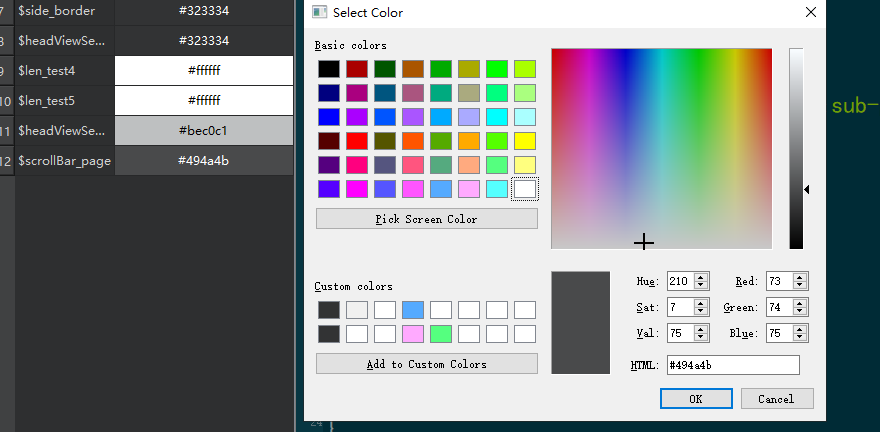 7 $side_border #323334
8 $headViewSe... #323334
9 $len_test4 #ffffff
10 $len_test5 #ffffff
11 $headViewSe... #bec0c1
12 $scrollBar_page #494a4b
Select Color
Basic colors
Pick Screen Color
Custom colors
Add to Custom Colors
Hue: 210 Red: 73
Sat: 7 Green: 74
Val: 75 Blue: 75
HTML: #494a4b
OK Cancel
sub-
24 }